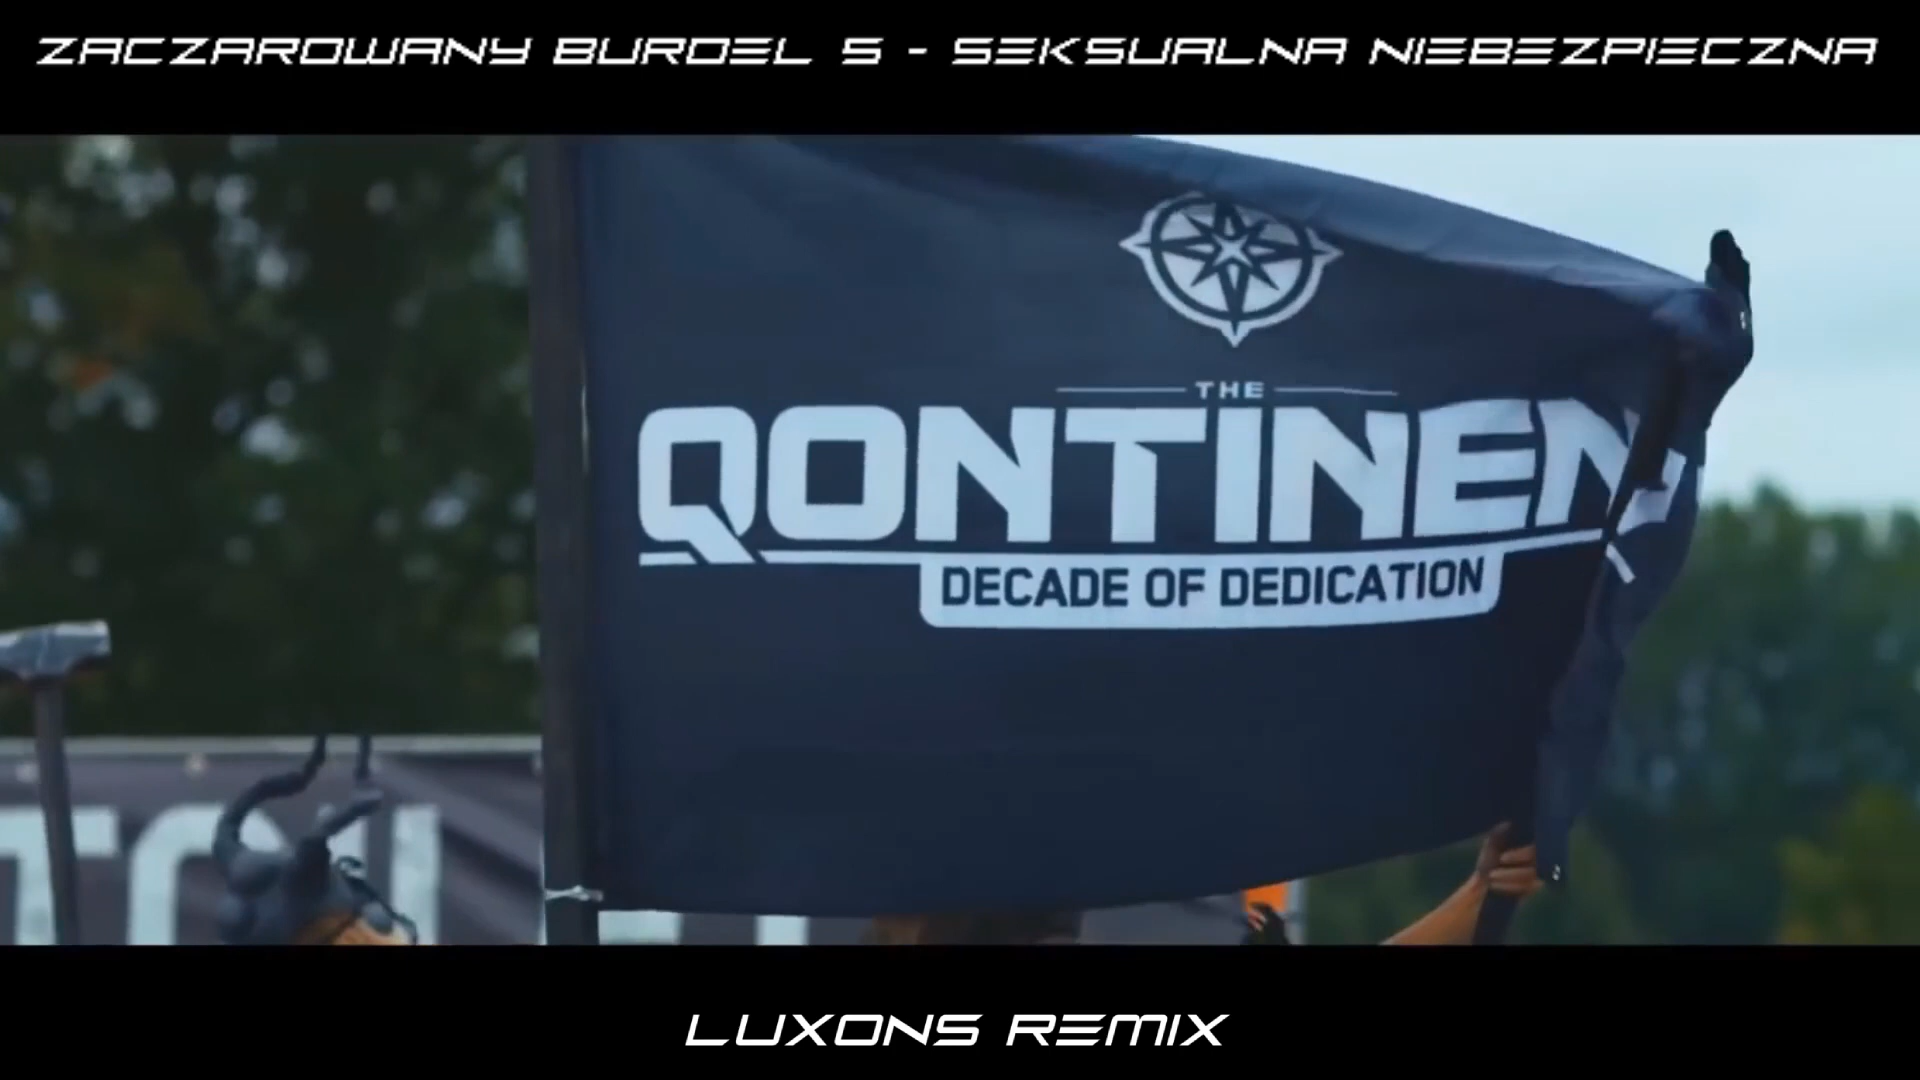 ZACZAROWANY BURDEL 5 - SEKSUALNA NIEBEZPIECZNA
THE
QONTINEN
DECADE OF DEDICATION
LUXONS REMIX